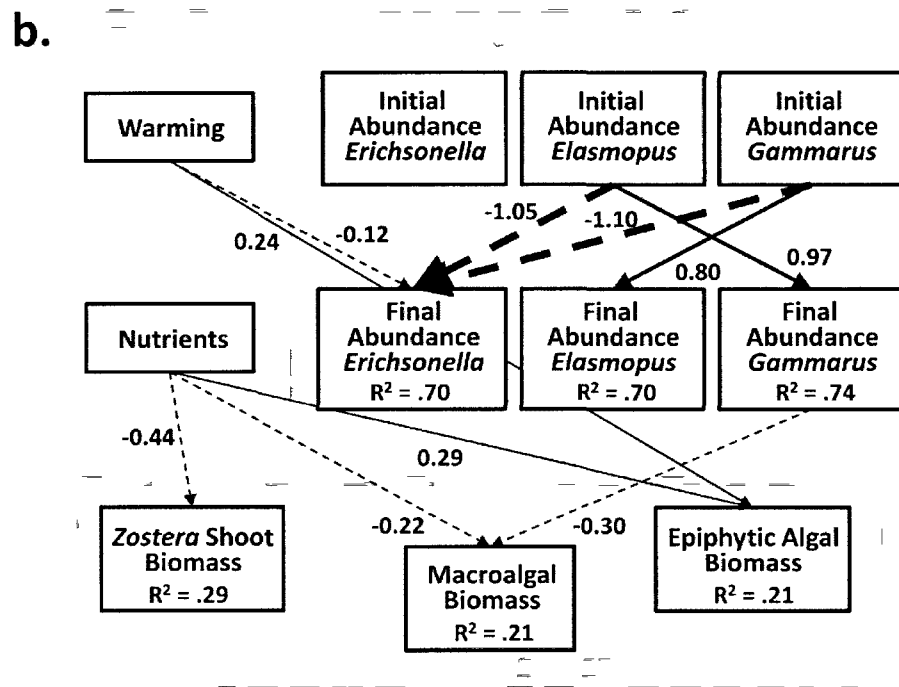 b.
Warming
Initial
Abundance
Erichsonella
Initial
Abundance
Elasmopus
Initial
Abundance
Gammarus
-1.05
-1.10
0.24
-0.12
0.80
0.97
Nutrients
Final
Abundance
Erichsonella
R² = .70
Final
Abundance
Elasmopus
R² = .70
Final
Abundance
Gammarus
R² = .74
-0.44
0.29
-0.22
-0.30
Zostera Shoot
Biomass
R² = .29
Macroalgal
Biomass
R² = .21
Epiphytic Algal
Biomass
R² = .21